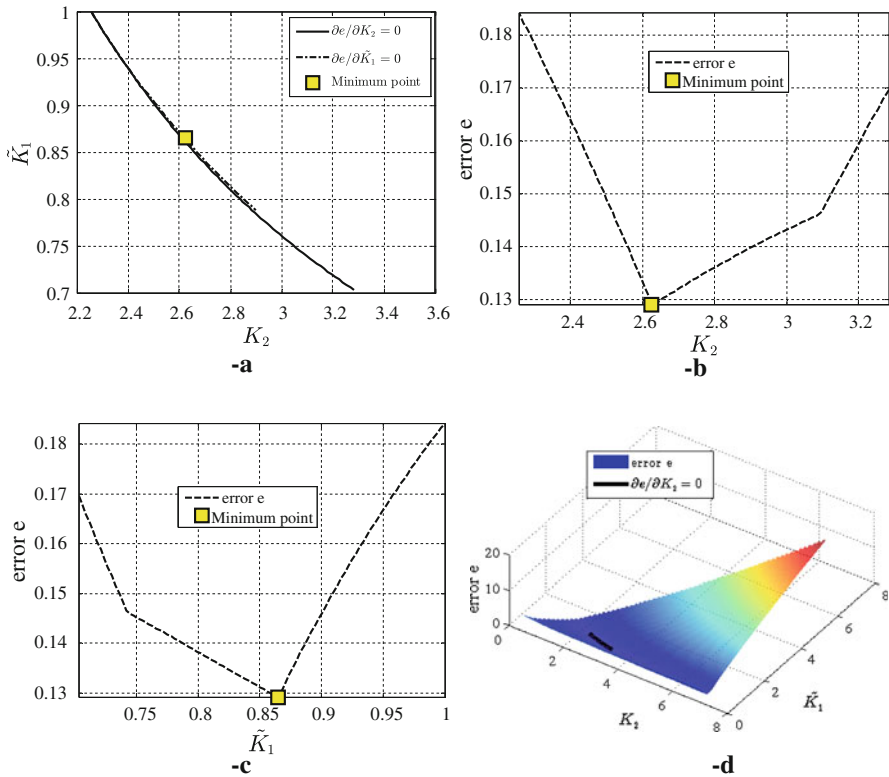 1
0.95
0.9
0.85
0.8
0.75
0.7
K̃₁
2.2 2.4 2.6 2.8 3 3.2 3.4 3.6
K₂
∂e/∂K₂ = 0
∂e/∂K̃₁ = 0
Minimum point
-a
0.18
0.17
0.16
0.15
0.14
0.13
error e
2.4 2.6 2.8 3 3.2
K₂
error e
Minimum point
-b
0.18
0.17
0.16
0.15
0.14
0.13
error e
0.75 0.8 0.85 0.9 0.95 1
K̃₁
error e
Minimum point
-c
error e
∂e/∂K₂ = 0
20
10
0
error e
0 2 4 6 8
K₂
0 2 4 6 8
K̃₁
-d